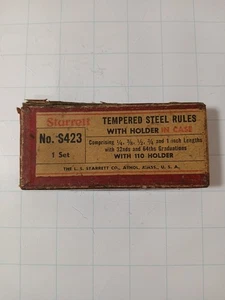 Starrett
TEMPERED STEEL RULES
WITH HOLDER IN CASE
No. S423
1 Set
Comprising ¼, ⅜, ½, ¾ and 1 inch Lengths
with 32nds and 64ths Graduations
WITH 110 HOLDER
THE L. S. STARRETT CO., ATHOL, MASS., U. S. A.